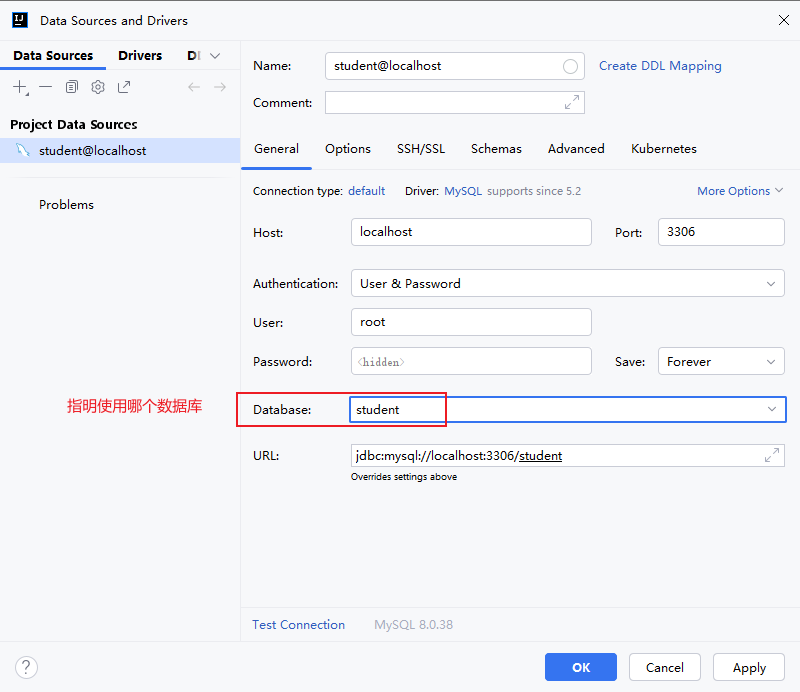 Data Sources and Drivers
Data Sources Drivers
Project Data Sources
student@localhost
Problems
指明使用哪个数据库
Name: student@localhost Create DDL Mapping
Comment:
General Options SSH/SSL Schemas Advanced Kubernetes
Connection type: default Driver: MySQL supports since 5.2 More Options
Host: localhost Port: 3306
Authentication: User & Password
User: root
Password: <hidden> Save: Forever
Database: student
URL: jdbc:mysql://localhost:3306/student
Overrides settings above
Test Connection MySQL 8.0.38
? OK Cancel Apply